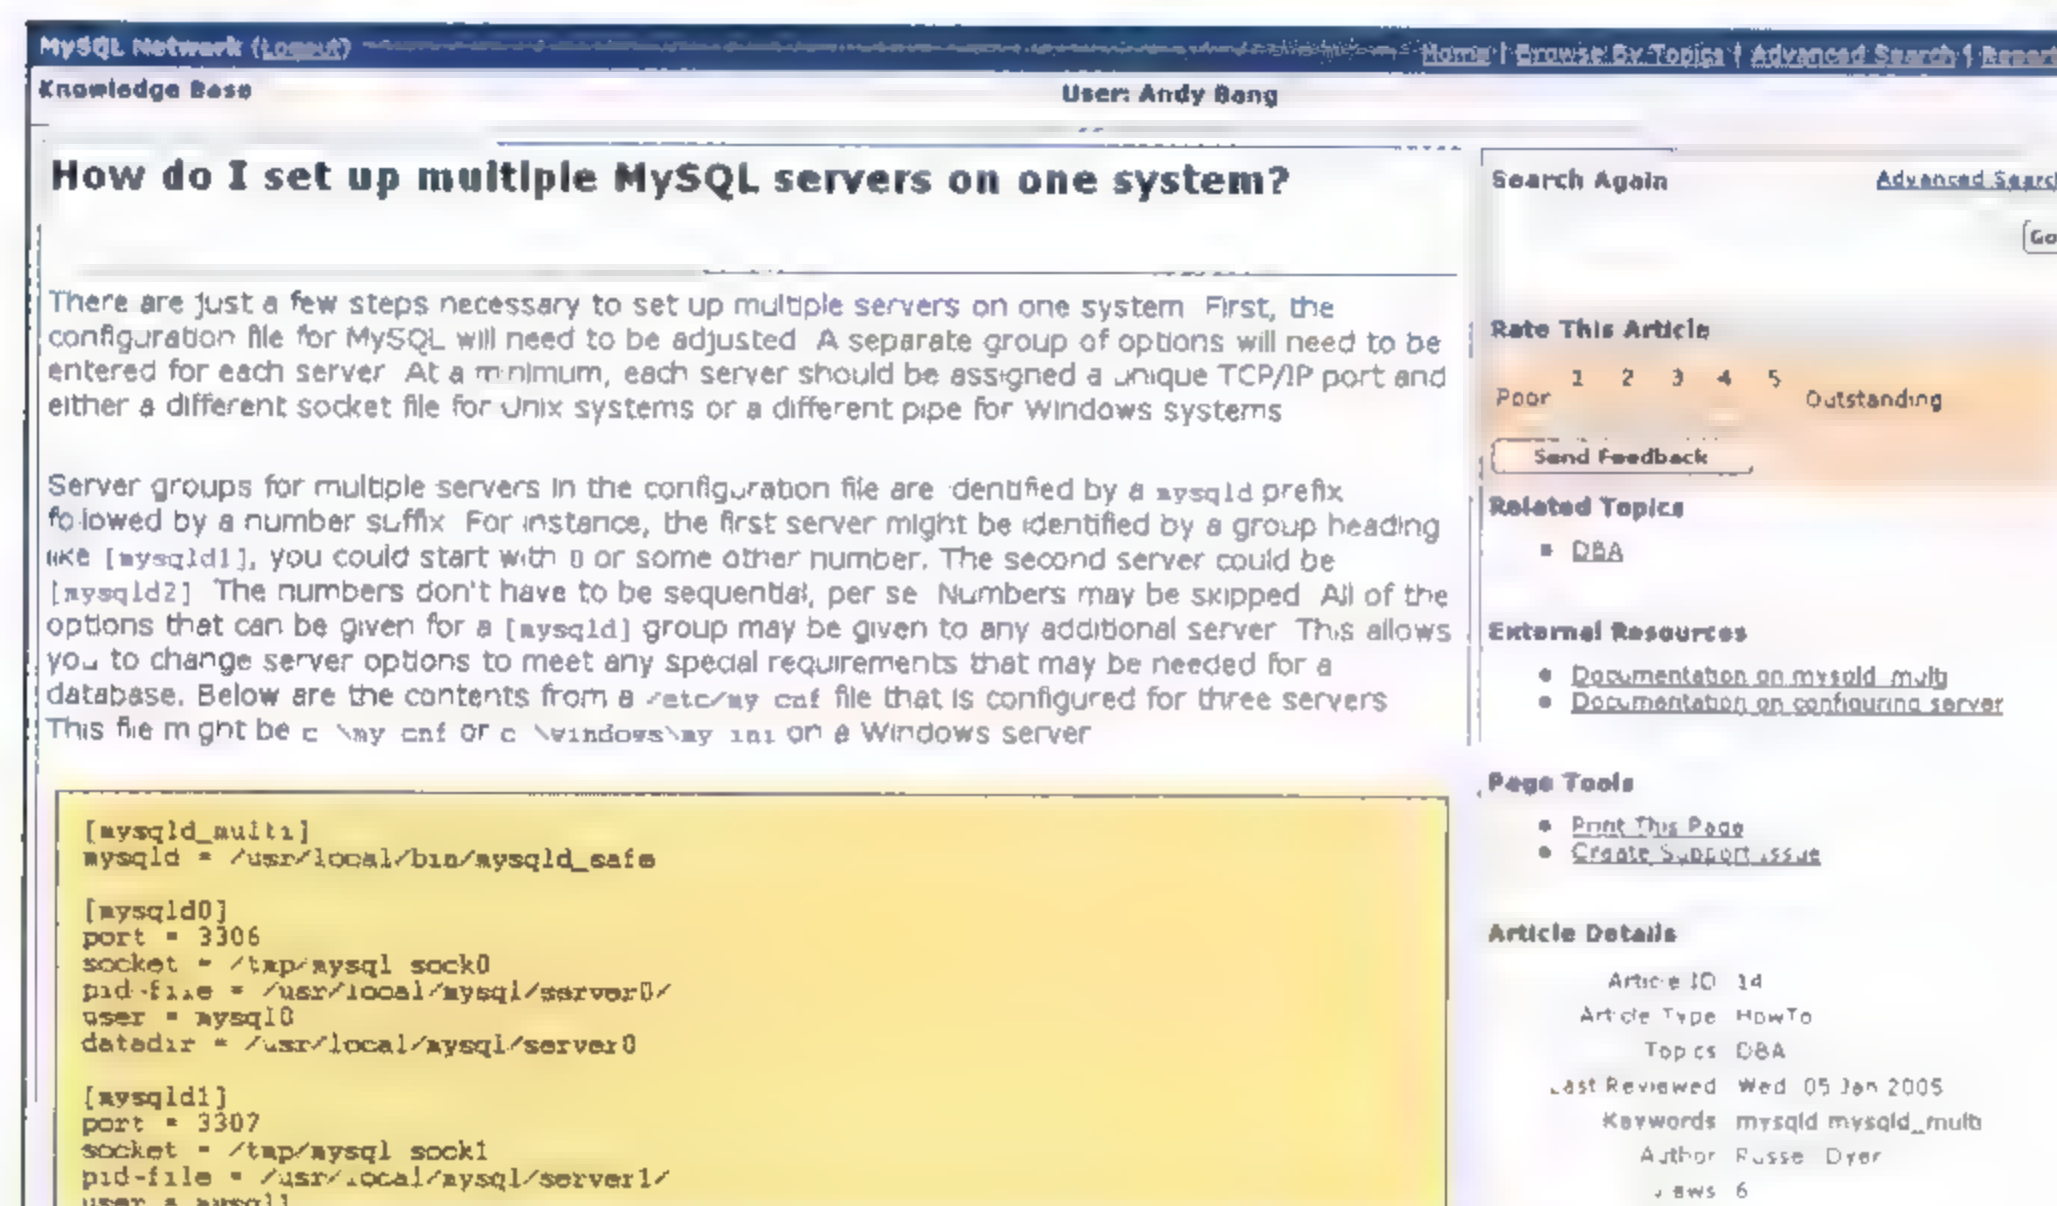 MySQL Network (Logout)
Home | Browse By Topics | Advanced Search | Report
Knowledge Base
User: Andy Bang
How do I set up multiple MySQL servers on one system?
There are just a few steps necessary to set up multiple servers on one system. First, the
configuration file for MySQL will need to be adjusted. A separate group of options will need to be
entered for each server. At a minimum, each server should be assigned a unique TCP/IP port and
either a different socket file for Unix systems or a different pipe for Windows systems.
Server groups for multiple servers in the configuration file are identified by a mysqld prefix
followed by a number suffix. For instance, the first server might be identified by a group heading
like [mysqld1], you could start with 0 or some other number. The second server could be
[mysqld2]. The numbers don't have to be sequential, per se. Numbers may be skipped. All of the
options that can be given for a [mysqld] group may be given to any additional server. This allows
you to change server options to meet any special requirements that may be needed for a
database. Below are the contents from a /etc/my.cnf file that is configured for three servers.
This file might be c:\my.cnf or c:\windows\my.ini on a Windows server.
[mysqld_multi]
mysqld = /usr/local/bin/mysqld_safe
[mysqld0]
port = 3306
socket = /tmp/mysql.sock0
pid-file = /usr/local/mysql/server0/
user = mysql0
datadir = /usr/local/mysql/server0
[mysqld1]
port = 3307
socket = /tmp/mysql.sock1
pid-file = /usr/local/mysql/server1/
user = mysql1
Search Again
Advanced Search
Go
Rate This Article
Poor 1 2 3 4 5 Outstanding
Send Feedback
Related Topics
DBA
External Resources
Documentation on mysqld_multi
Documentation on configuring server
Page Tools
Print This Page
Create Support Issue
Article Details
Article ID 14
Article Type HowTo
Topics DBA
Last Reviewed Wed, 05 Jan 2005
Keywords mysqld mysqld_multi
Author Russell Dyer
Views 6